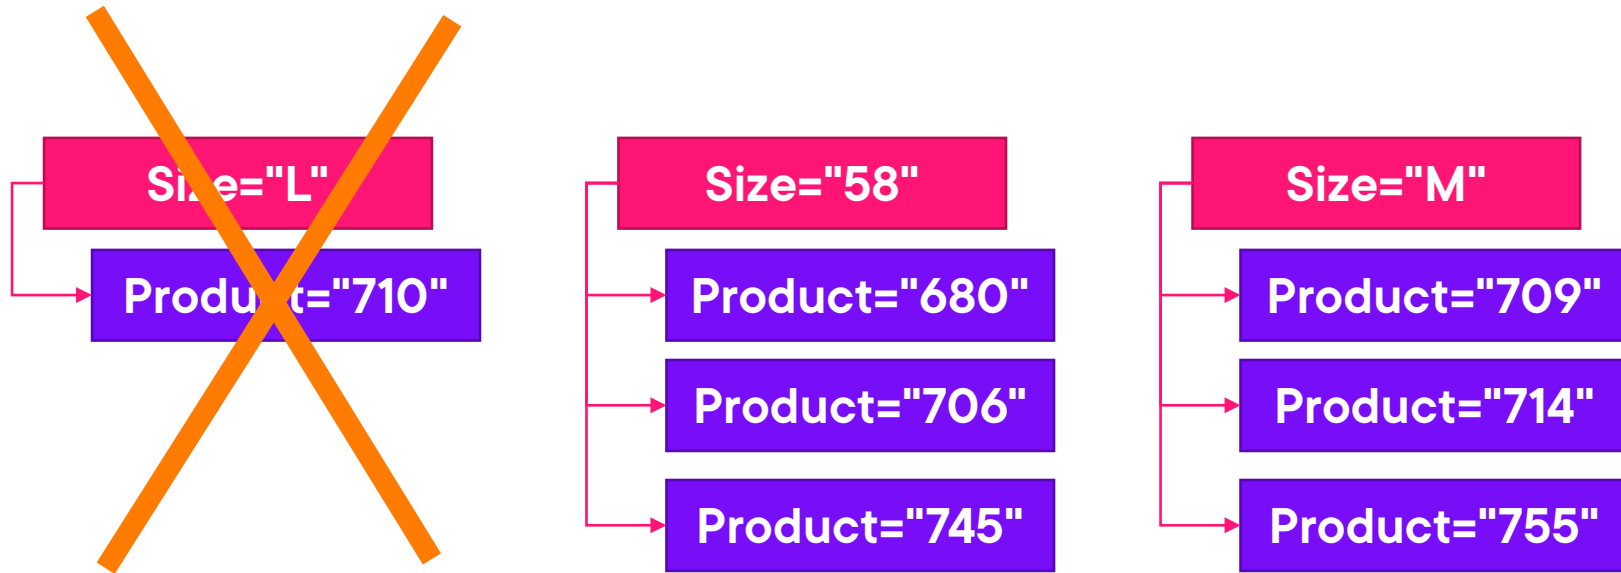 Size="L"
Product="710"
Size="58"
Product="680"
Product="706"
Product="745"
Size="M"
Product="709"
Product="714"
Product="755"